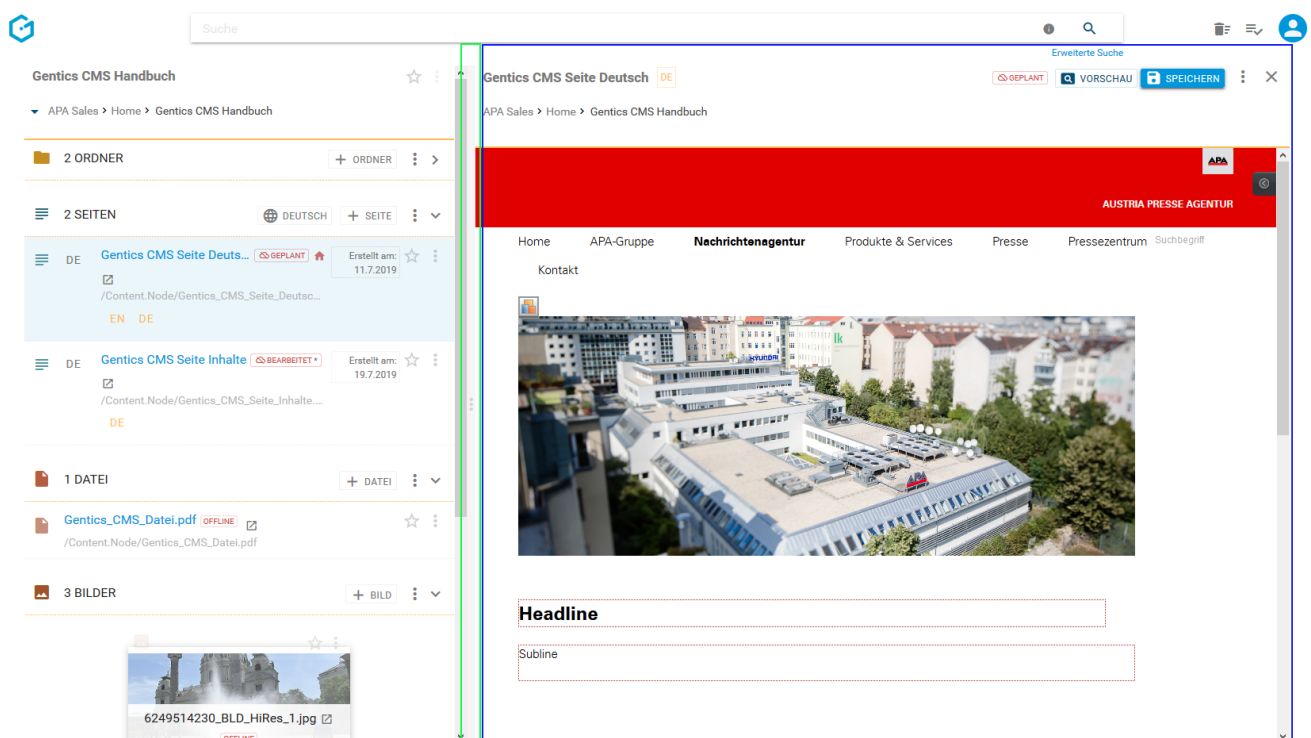 Suche
Erweiterte Suche
Gentics CMS Handbuch
APA Sales > Home > Gentics CMS Handbuch
2 ORDNER
+ ORDNER
2 SEITEN
DEUTSCH
+ SEITE
DE
Gentics CMS Seite Deuts...
GEPLANT
Erstellt am:
11.7.2019
/Content.Node/Gentics_CMS_Seite_Deutsc...
EN DE
DE
Gentics CMS Seite Inhalte
BEARBEITET *
Erstellt am:
19.7.2019
/Content.Node/Gentics_CMS_Seite_Inhalte....
DE
1 DATEI
+ DATEI
Gentics_CMS_Datei.pdf
OFFLINE
/Content.Node/Gentics_CMS_Datei.pdf
3 BILDER
+ BILD
6249514230_BLD_HiRes_1.jpg
OFFLINE
Gentics CMS Seite Deutsch DE
GEPLANT
VORSCHAU
SPEICHERN
APA Sales > Home > Gentics CMS Handbuch
APA
AUSTRIA PRESSE AGENTUR
Home APA-Gruppe Nachrichtenagentur Produkte & Services Presse Pressezentrum Suchbegriff
Kontakt
HYUNDAI
APA
Headline
Subline